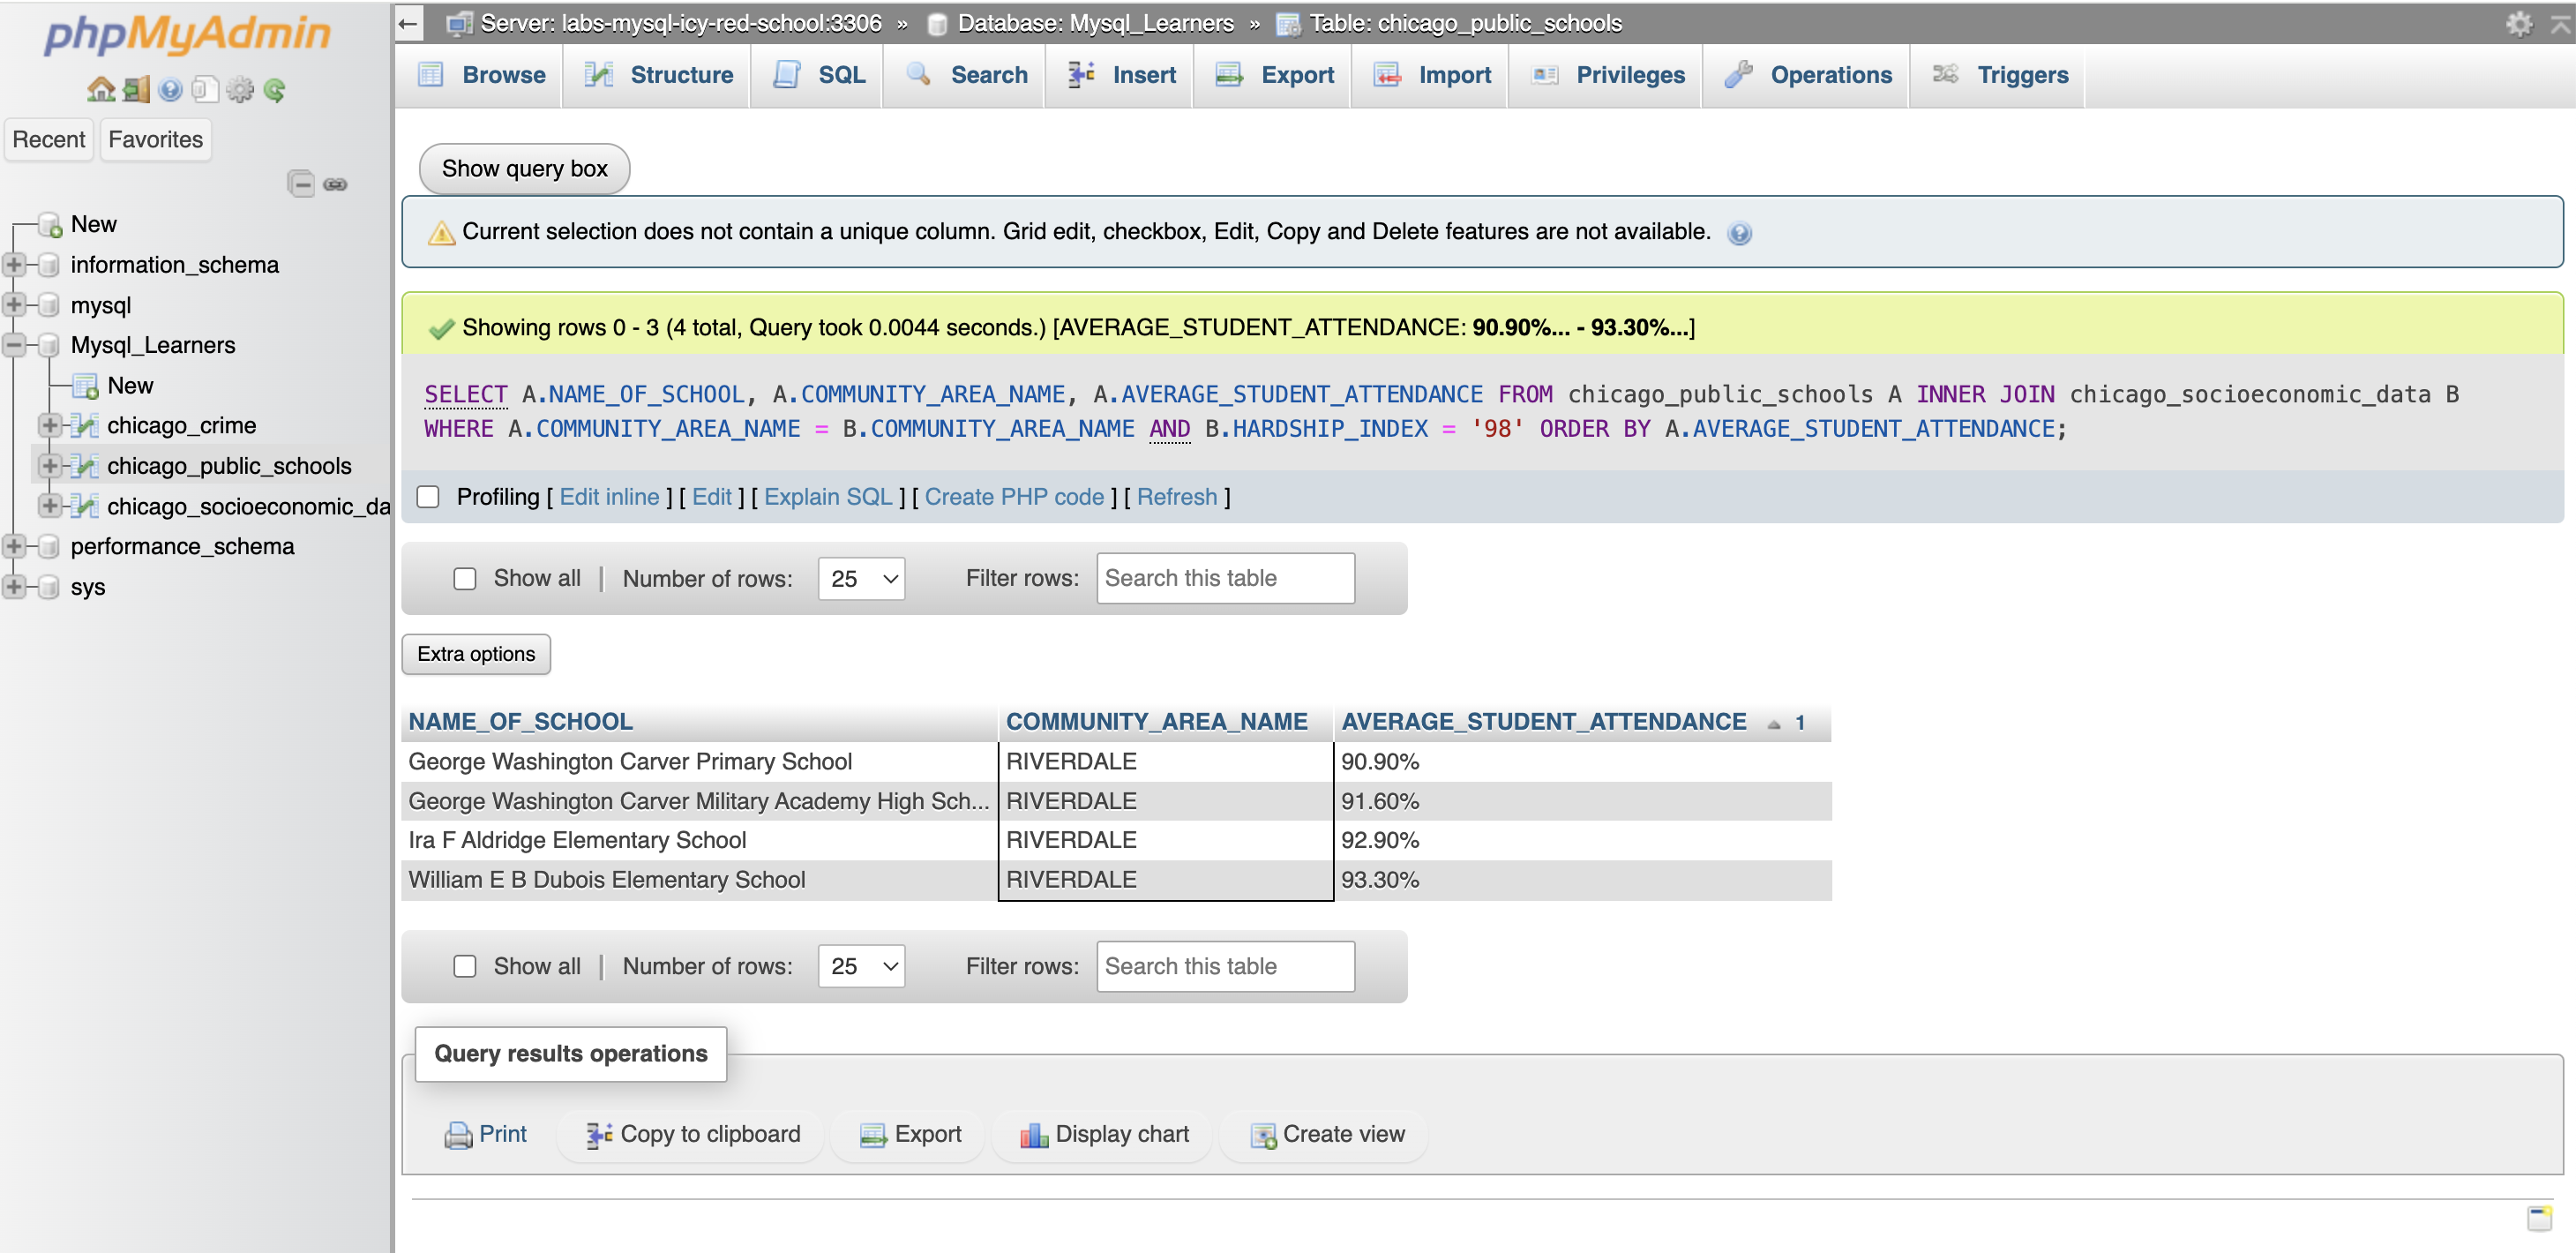 phpMyAdmin
Recent Favorites
New
information_schema
mysql
Mysql_Learners
New
chicago_crime
chicago_public_schools
chicago_socioeconomic_da
performance_schema
sys
Server: labs-mysql-icy-red-school:3306 » Database: Mysql_Learners » Table: chicago_public_schools
Browse Structure SQL Search Insert Export Import Privileges Operations Triggers
Show query box
Current selection does not contain a unique column. Grid edit, checkbox, Edit, Copy and Delete features are not available.
Showing rows 0 - 3 (4 total, Query took 0.0044 seconds.) [AVERAGE_STUDENT_ATTENDANCE: 90.90%... - 93.30%...]
SELECT A.NAME_OF_SCHOOL, A.COMMUNITY_AREA_NAME, A.AVERAGE_STUDENT_ATTENDANCE FROM chicago_public_schools A INNER JOIN chicago_socioeconomic_data B
WHERE A.COMMUNITY_AREA_NAME = B.COMMUNITY_AREA_NAME AND B.HARDSHIP_INDEX = '98' ORDER BY A.AVERAGE_STUDENT_ATTENDANCE;
Profiling [ Edit inline ] [ Edit ] [ Explain SQL ] [ Create PHP code ] [ Refresh ]
Show all | Number of rows: 25 Filter rows: Search this table
Extra options
NAME_OF_SCHOOL COMMUNITY_AREA_NAME AVERAGE_STUDENT_ATTENDANCE 1
George Washington Carver Primary School RIVERDALE 90.90%
George Washington Carver Military Academy High Sch... RIVERDALE 91.60%
Ira F Aldridge Elementary School RIVERDALE 92.90%
William E B Dubois Elementary School RIVERDALE 93.30%
Show all | Number of rows: 25 Filter rows: Search this table
Query results operations
Print Copy to clipboard Export Display chart Create view